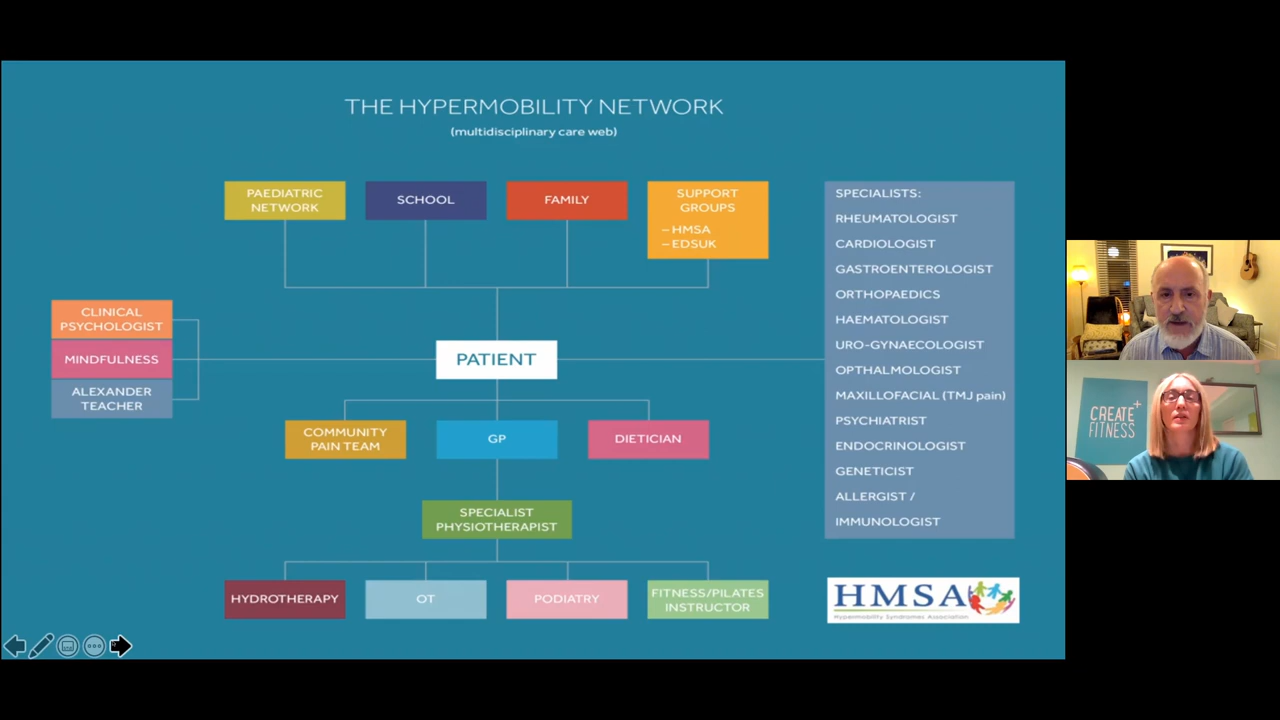 THE HYPERMOBILITY NETWORK
(multidisciplinary care web)
PAEDIATRIC
NETWORK
SCHOOL
FAMILY
SUPPORT
GROUPS
– HMSA
– EDSUK
SPECIALISTS:
RHEUMATOLOGIST
CARDIOLOGIST
GASTROENTEROLOGIST
ORTHOPAEDICS
HAEMATOLOGIST
URO-GYNAECOLOGIST
OPTHALMOLOGIST
MAXILLOFACIAL (TMJ pain)
PSYCHIATRIST
ENDOCRINOLOGIST
GENETICIST
ALLERGIST /
IMMUNOLOGIST
CLINICAL
PSYCHOLOGIST
MINDFULNESS
ALEXANDER
TEACHER
PATIENT
COMMUNITY
PAIN TEAM
GP
DIETICIAN
SPECIALIST
PHYSIOTHERAPIST
HYDROTHERAPY
OT
PODIATRY
FITNESS/PILATES
INSTRUCTOR
HMSA
Hypermobility Syndromes Association
CREATE+
FITNESS